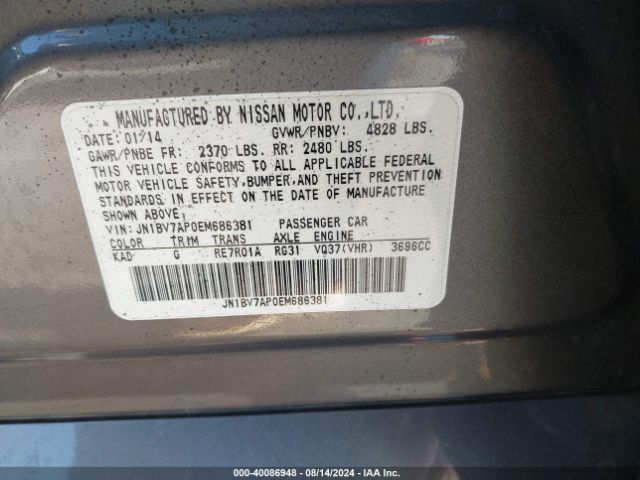 MANUFACTURED BY NISSAN MOTOR CO.,LTD.
DATE: 01/14 GVWR/PNBV: 4828 LBS.
GAWR/PNBE FR: 2370 LBS. RR: 2480 LBS.
THIS VEHICLE CONFORMS TO ALL APPLICABLE FEDERAL
MOTOR VEHICLE SAFETY, BUMPER, AND THEFT PREVENTION
STANDARDS IN EFFECT ON THE DATE OF MANUFACTURE
SHOWN ABOVE.
VIN: JN1BV7AP0EM686381 PASSENGER CAR
COLOR TRIM TRANS AXLE ENGINE
KAD G RE7R01A RG31 VQ37(VHR) 3696CC
JN1BV7AP0EM686381
Stock#: 40086948 - 08/14/2024 - IAA Inc.